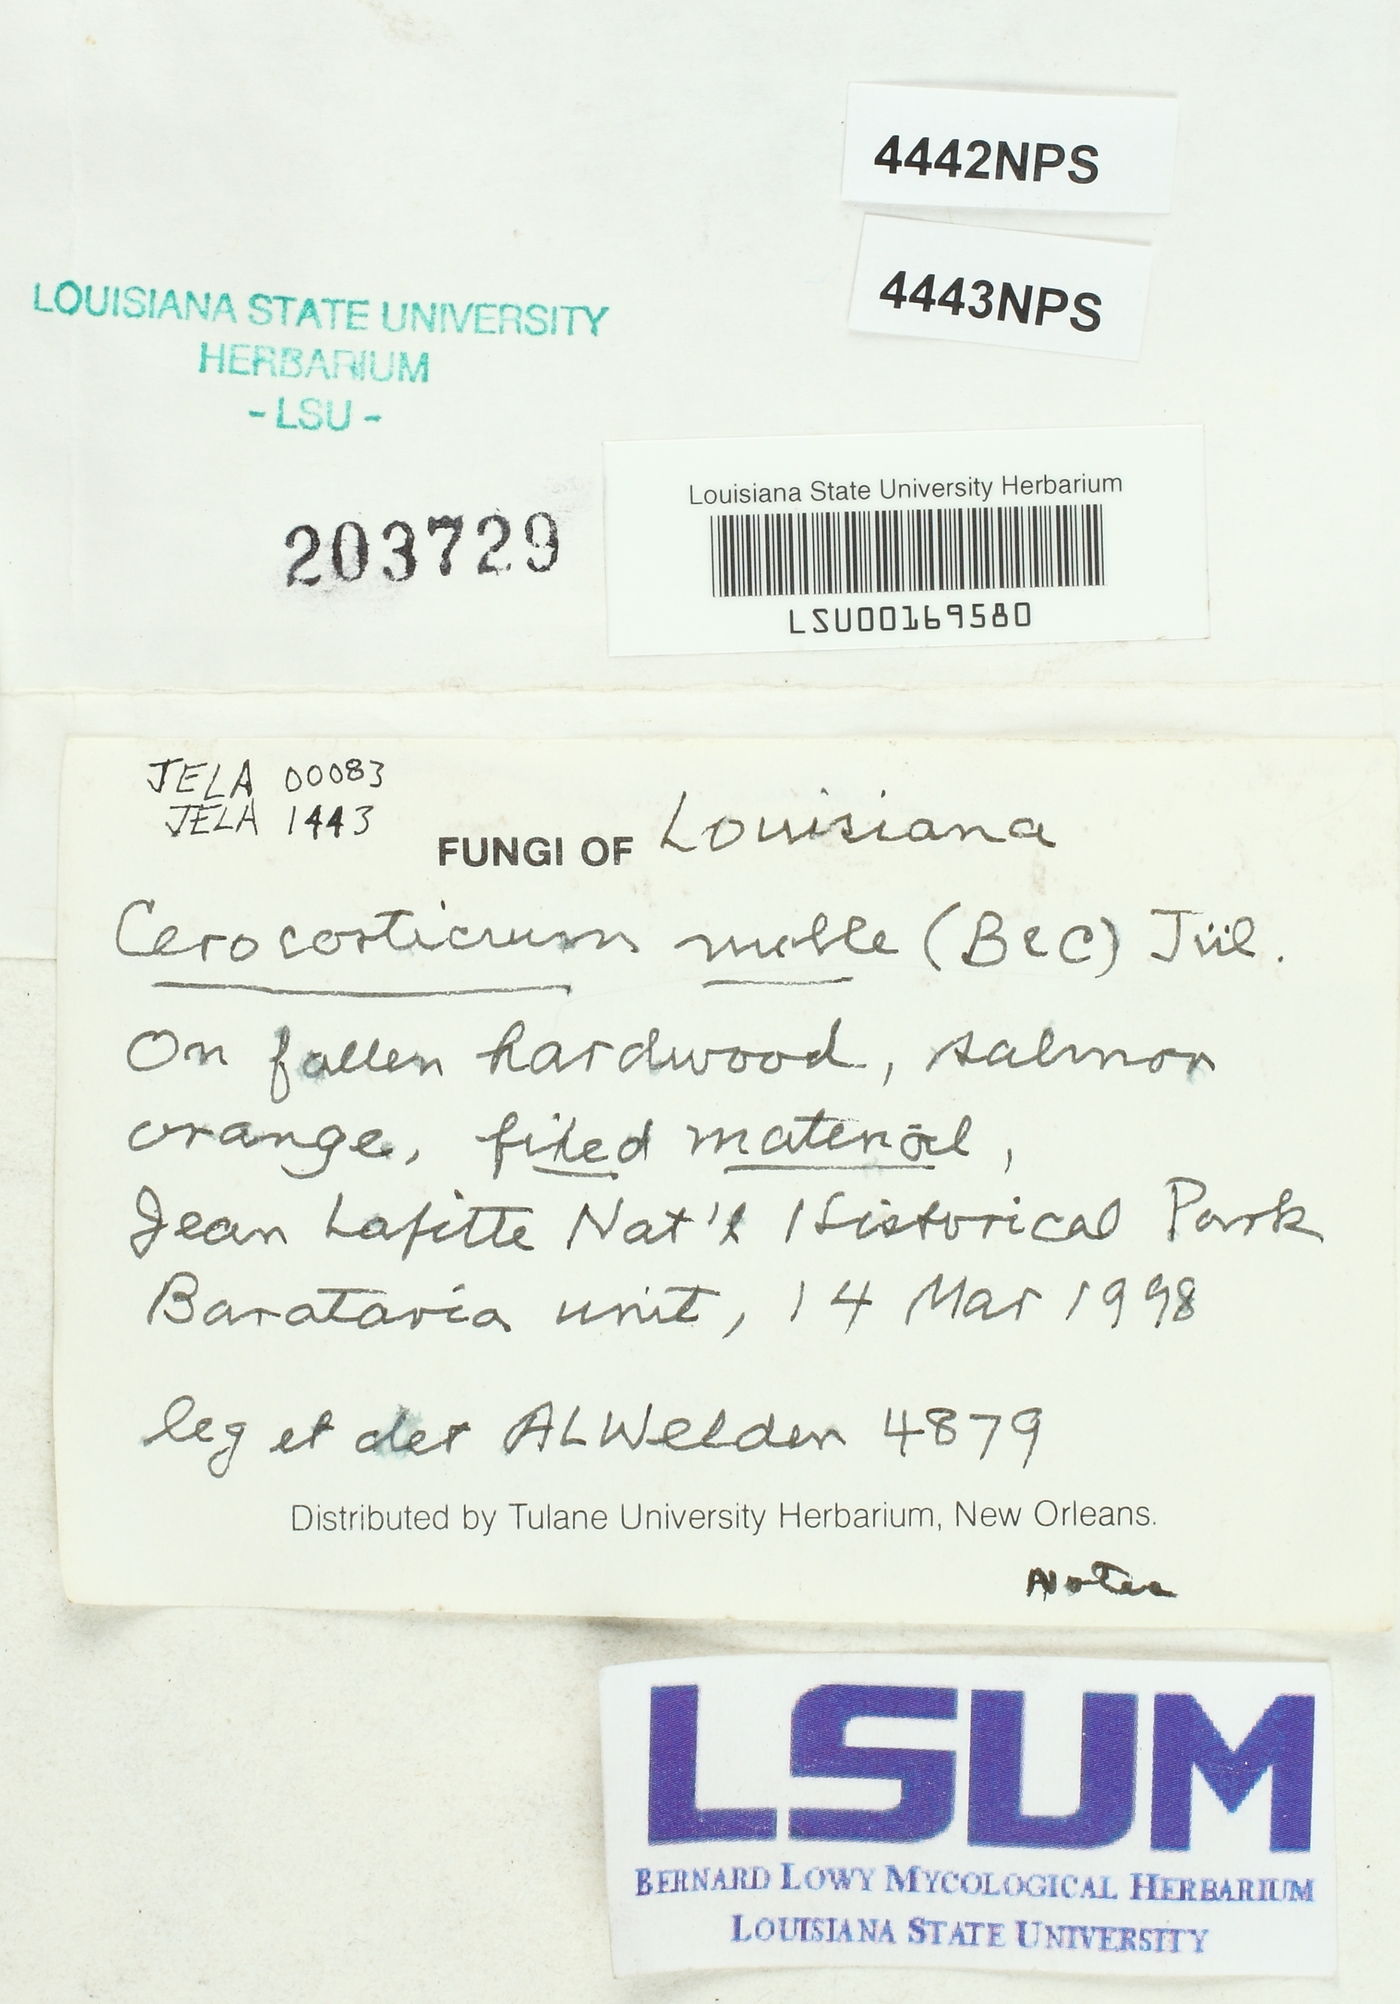 4442NPS
4443NPS
LOUISIANA STATE UNIVERSITY
HERBARIUM
- LSU -
203729
Louisiana State University Herbarium
LSU00169580
JELA 00083
JELA 1443
FUNGI OF Louisiana
Cerocorticium molle (B&C) Jül.
On fallen hardwood, salmon
orange, filed material,
Jean Lafitte Nat'l Historical Park
Barataria unit, 14 Mar 1998
leg et det ALWelden 4879
Distributed by Tulane University Herbarium, New Orleans.
Notes
LSUM
BERNARD LOWY MYCOLOGICAL HERBARIUM
LOUISIANA STATE UNIVERSITY